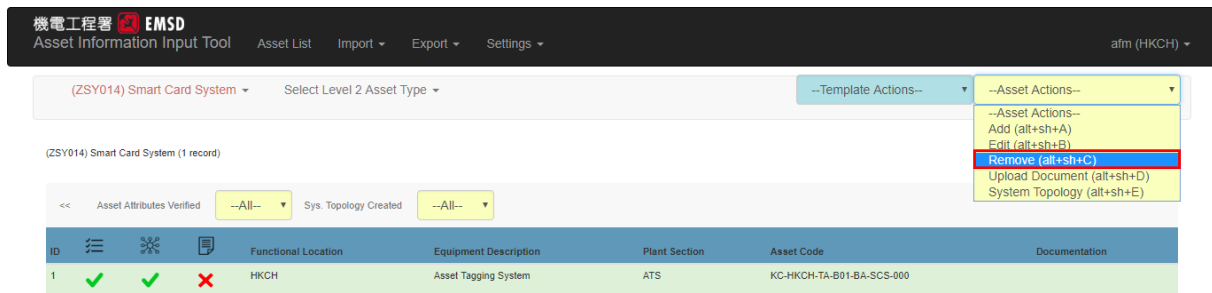 機電工程署 EMSD
Asset Information Input Tool Asset List Import Export Settings afm (HKCH)
(ZSY014) Smart Card System Select Level 2 Asset Type --Template Actions-- --Asset Actions--
--Asset Actions--
Add (alt+sh+A)
Edit (alt+sh+B)
Remove (alt+sh+C)
Upload Document (alt+sh+D)
System Topology (alt+sh+E)
(ZSY014) Smart Card System (1 record)
<< Asset Attributes Verified --All-- Sys. Topology Created --All--
ID Functional Location Equipment Description Plant Section Asset Code Documentation
1 HKCH Asset Tagging System ATS KC-HKCH-TA-B01-BA-SCS-000